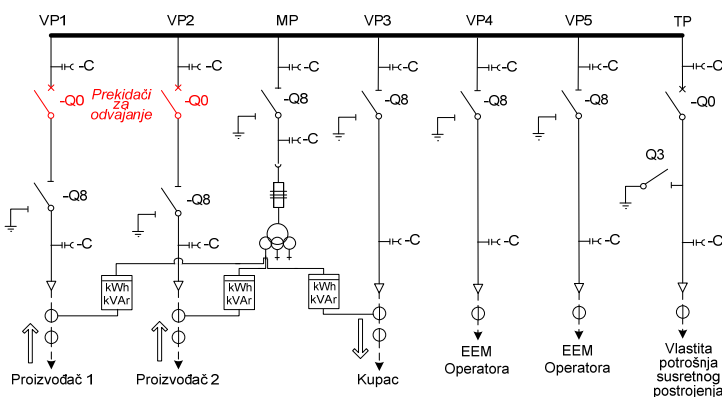 VP1 VP2 MP VP3 VP4 VP5 TP
-C -C -C
-Q0 Prekidači za odvajanje -Q0 -Q8 -Q8 -Q8 -Q8 -Q0
-C
Q3
-Q8 -Q8
-C -C -C -C -C -C
kWh kVAr
kWh kVAr
kWh kVAr
Proizvođač 1
Proizvođač 2
Kupac
EEM
Operatora
EEM
Operatora
Vlastita
potrošnja
susretnog
postrojenja